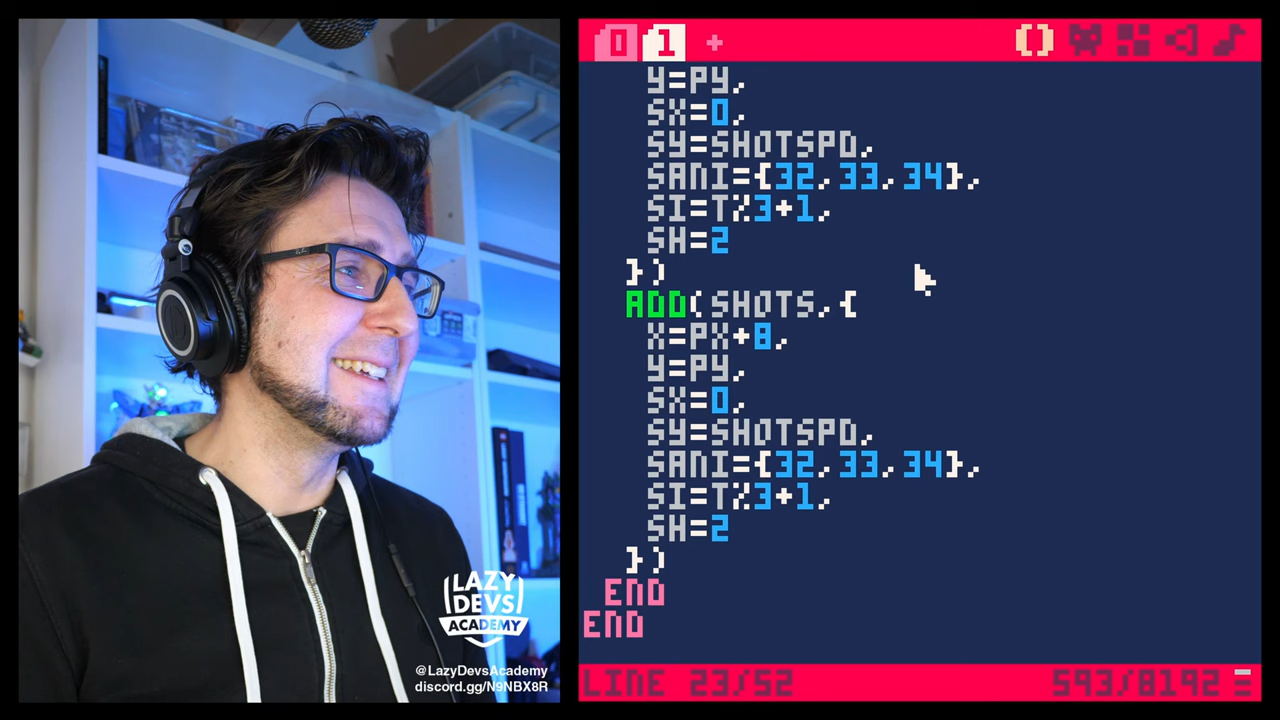 LAZY
DEVS
ACADEMY
@LazyDevsAcademy
discord.gg/N9NBX8R
0 1 +
Y=PY,
SX=0,
SY=SHOTSPD,
SANI={32,33,34},
SI=T%3+1,
SH=2
})
ADD(SHOTS,{
X=PX+8,
Y=PY,
SX=0,
SY=SHOTSPD,
SANI={32,33,34},
SI=T%3+1,
SH=2
})
END
END
LINE 23/52
593/8192